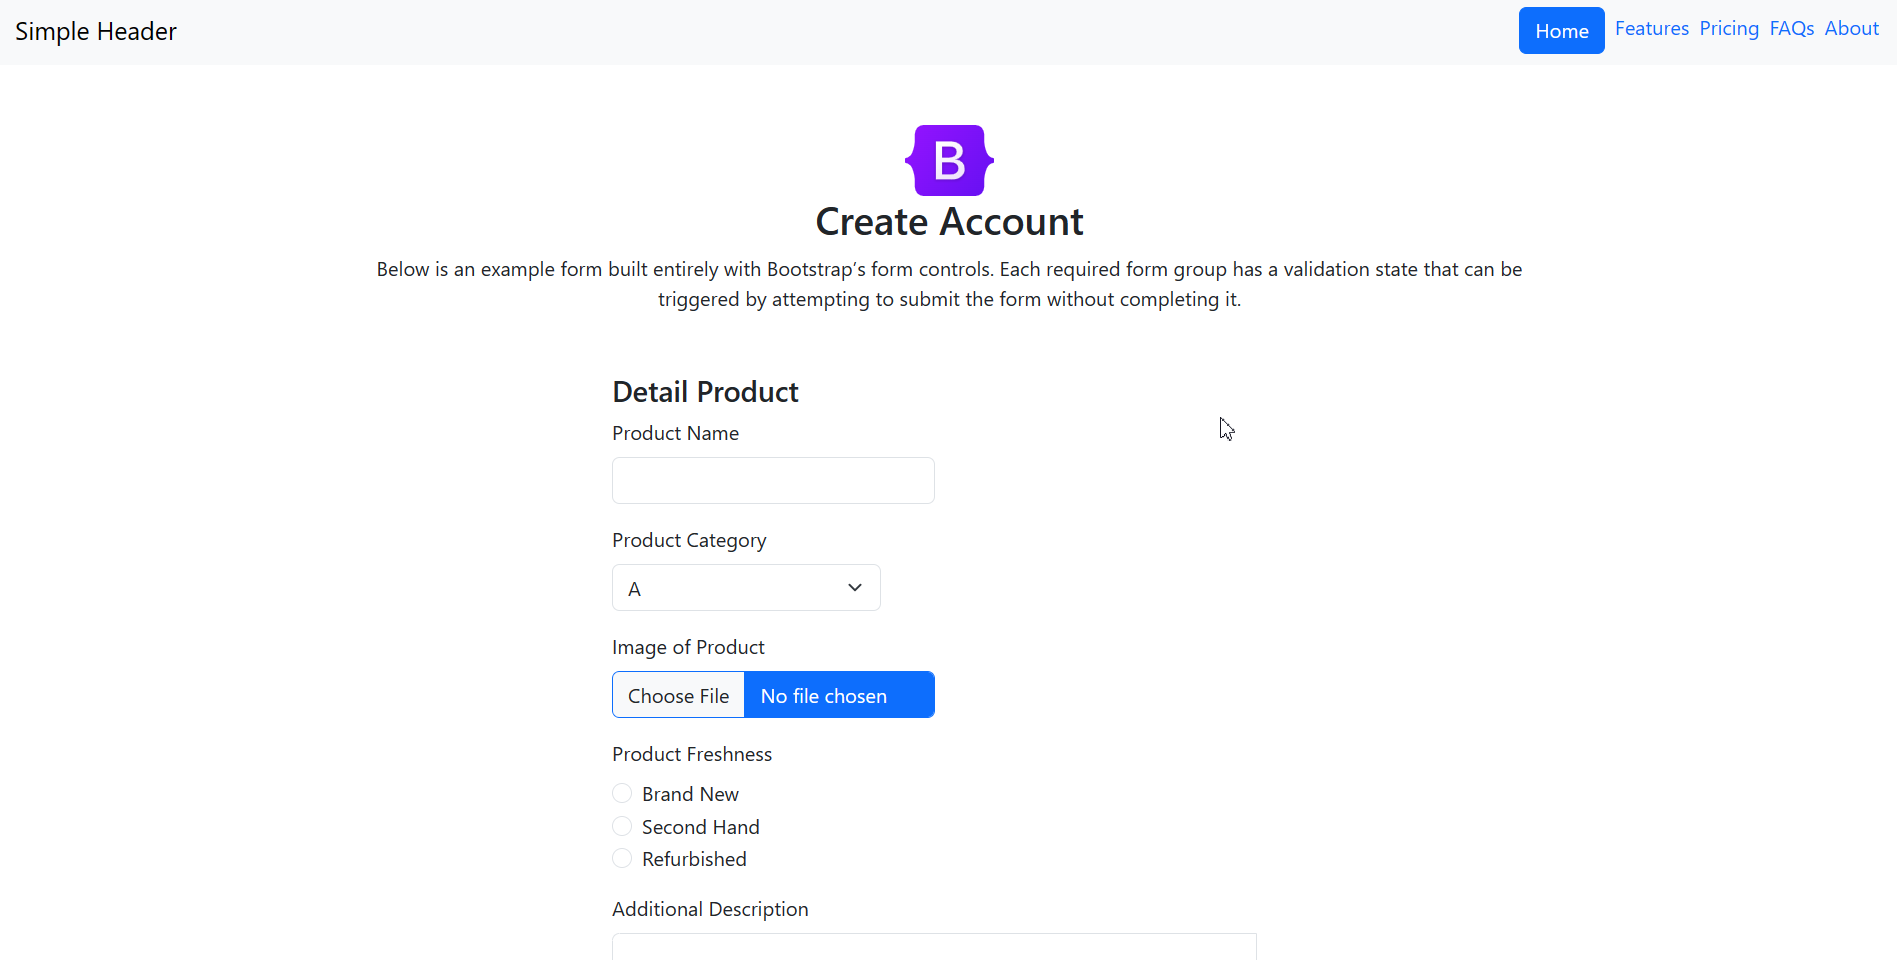 Simple Header
Home Features Pricing FAQs About
B
Create Account
Below is an example form built entirely with Bootstrap’s form controls. Each required form group has a validation state that can be
triggered by attempting to submit the form without completing it.
Detail Product
Product Name
Product Category
A
Image of Product
Choose File No file chosen
Product Freshness
Brand New
Second Hand
Refurbished
Additional Description